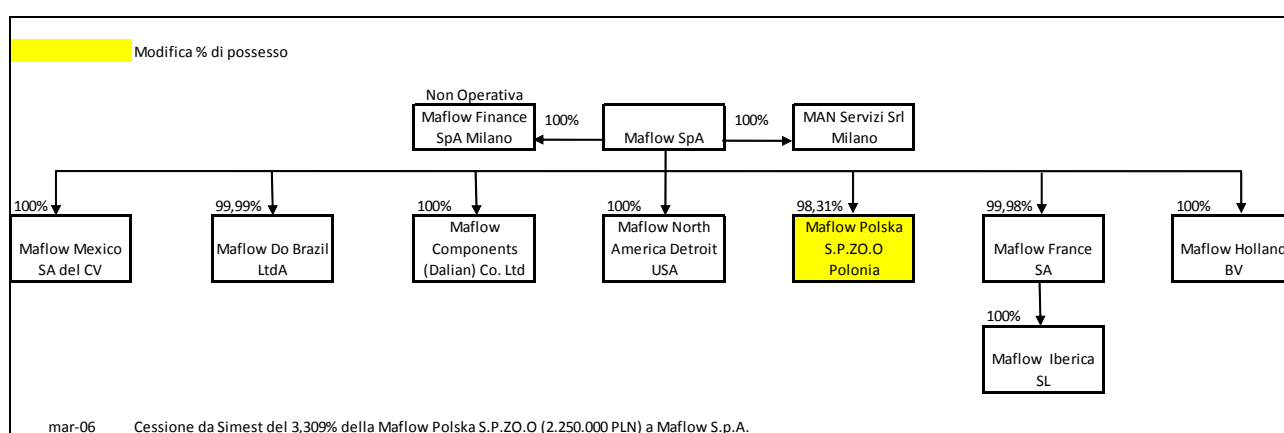 Modifica % di possesso
Non Operativa
Maflow Finance
SpA Milano
100%
Maflow SpA
100%
MAN Servizi Srl
Milano
100%
Maflow Mexico
SA del CV
99,99%
Maflow Do Brazil
LtdA
100%
Maflow
Components
(Dalian) Co. Ltd
100%
Maflow North
America Detroit
USA
98,31%
Maflow Polska
S.P.ZO.O
Polonia
99,98%
Maflow France
SA
100%
Maflow Holland
BV
100%
Maflow Iberica
SL
mar-06 Cessione da Simest del 3,309% della Maflow Polska S.P.ZO.O (2.250.000 PLN) a Maflow S.p.A.